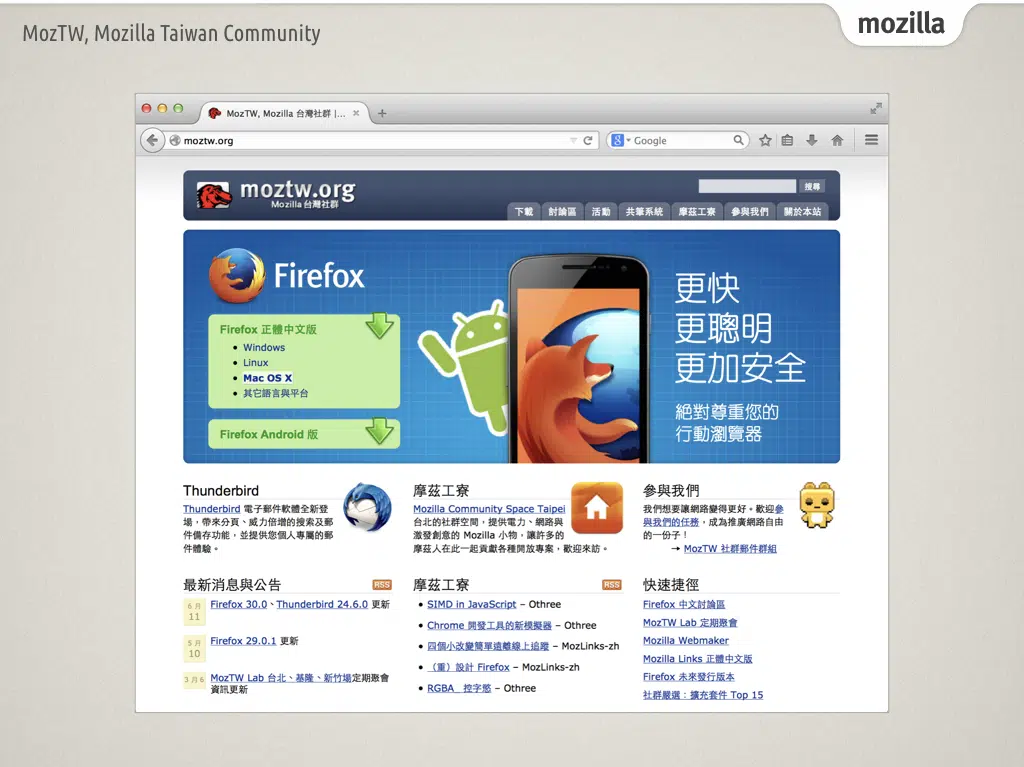 MozTW, Mozilla Taiwan Community
mozilla
MozTW, Mozilla 台灣社群 |...
moztw.org
Google
moztw.org
Mozilla 台灣社群
搜尋
下載 討論區 活動 共筆系統 摩茲工寮 參與我們 關於本站
Firefox
Firefox 正體中文版
Windows
Linux
Mac OS X
其它語言與平台
Firefox Android 版
更快
更聰明
更加安全
絕對尊重您的
行動瀏覽器
Thunderbird
Thunderbird 電子郵件軟體全新登
場，帶來分頁、威力倍增的搜索及郵
件備存功能，並提供您個人專屬的郵
件體驗。
摩茲工寮
Mozilla Community Space Taipei
台北的社群空間，提供電力、網路與
激發創意的 Mozilla 小物，讓許多的
摩茲人在此一起貢獻各種開放專案，歡迎來訪。
參與我們
我們想要讓網路變得更好。歡迎參
與我們的任務，成為推廣網路自由
的一份子！
→ MozTW 社群郵件群組
最新消息與公告
RSS
6 月
11
Firefox 30.0、Thunderbird 24.6.0 更新
5 月
10
Firefox 29.0.1 更新
3 月 6
MozTW Lab 台北、基隆、新竹場定期聚會
資訊更新
摩茲工寮
RSS
• SIMD in JavaScript – Othree
• Chrome 開發工具的新模擬器 – Othree
• 四個小改變簡單遠離線上追蹤 – MozLinks-zh
• （重）設計 Firefox – MozLinks-zh
• RGBA_ 控字慾 – Othree
快速捷徑
Firefox 中文討論區
MozTW Lab 定期聚會
Mozilla Webmaker
Mozilla Links 正體中文版
Firefox 未來發行版本
社群嚴選：擴充套件 Top 15